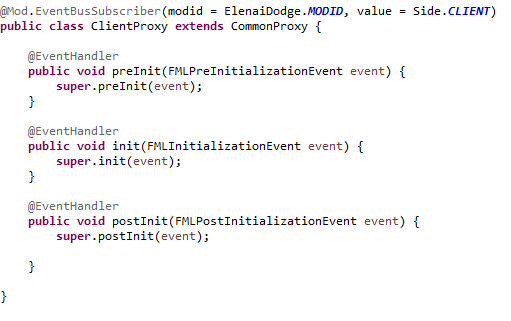 @Mod.EventBusSubscriber(modid = ElenaiDodge.MODID, value = Side.CLIENT)
public class ClientProxy extends CommonProxy {
@EventHandler
public void preInit(FMLPreInitializationEvent event) {
super.preInit(event);
}
@EventHandler
public void init(FMLInitializationEvent event) {
super.init(event);
}
@EventHandler
public void postInit(FMLPostInitializationEvent event) {
super.postInit(event);
}
}